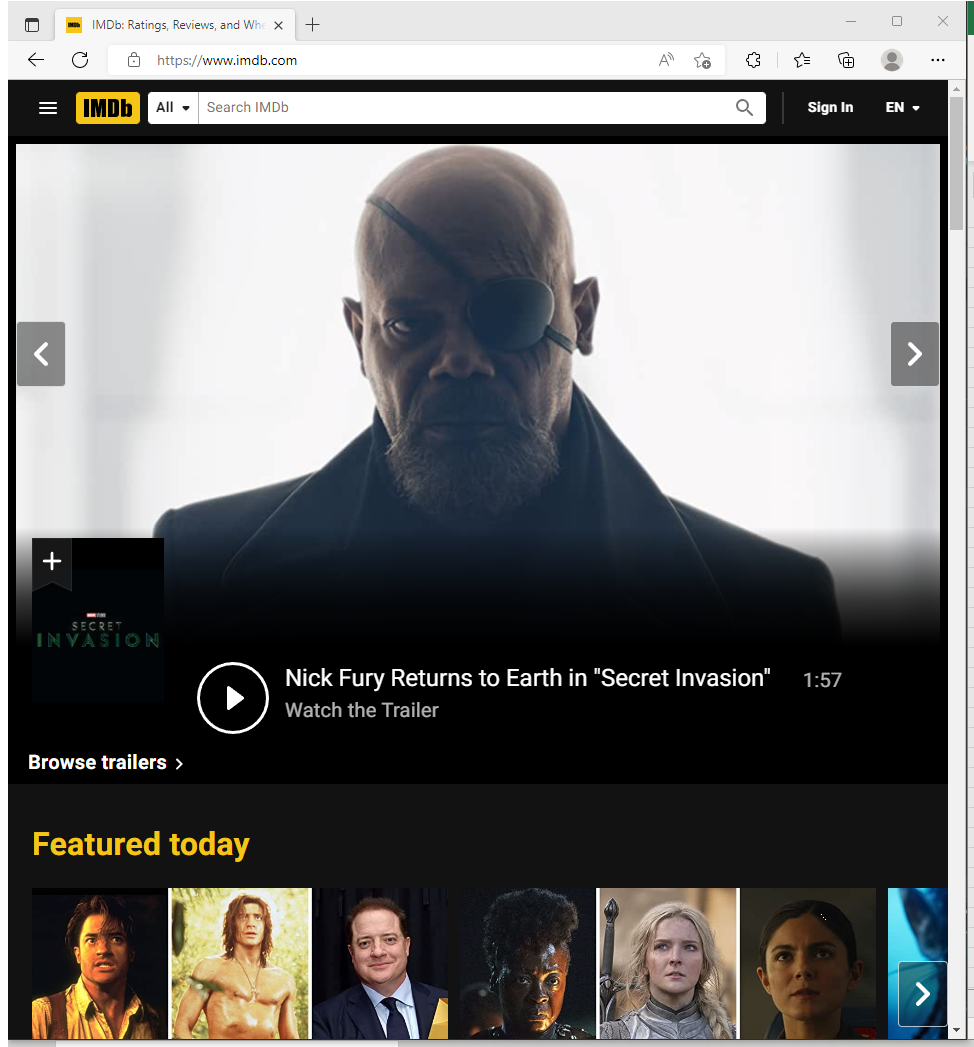 IMDb: Ratings, Reviews, and Whe
https://www.imdb.com
IMDb
All
Search IMDb
Sign In
EN
MARVEL STUDIOS
SECRET
INVASION
Nick Fury Returns to Earth in "Secret Invasion"
1:57
Watch the Trailer
Browse trailers
Featured today